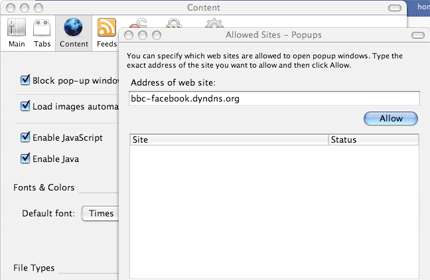 Content
hom
Main
Tabs
Content
Feeds
Allowed Sites – Popups
You can specify which web sites are allowed to open popup windows. Type the
exact address of the site you want to allow and then click Allow.
Block pop-up window
Address of web site:
Load images automa
bbc-facebook.dyndns.org
Allow
Enable JavaScript
Site
Status
Enable Java
Fonts & Colors
Default font:
Times
File Types